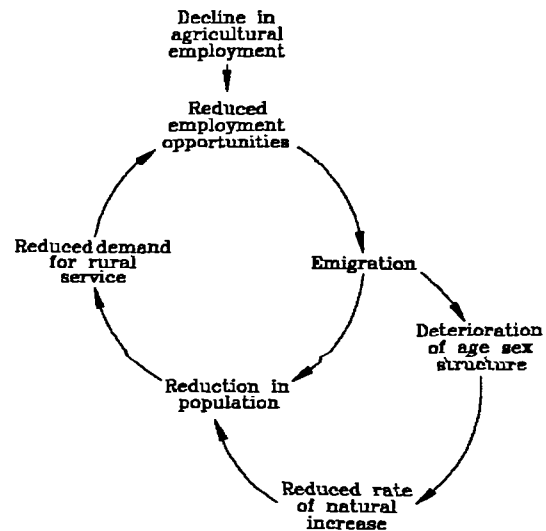 Decline in
agricultural
employment
Reduced
employment
opportunities
Reduced demand
for rural
service
Emigration
Deterioration
of age sex
structure
Reduction in
population
Reduced rate
of natural
increase